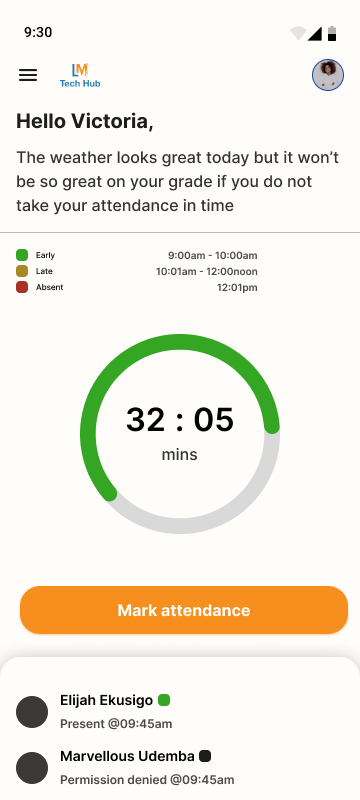 9:30
LM
Tech Hub
Hello Victoria,
The weather looks great today but it won’t
be so great on your grade if you do not
take your attendance in time
Early 9:00am - 10:00am
Late 10:01am - 12:00noon
Absent 12:01pm
32 : 05
mins
Mark attendance
Elijah Ekusigo
Present @09:45am
Marvellous Udemba
Permission denied @09:45am